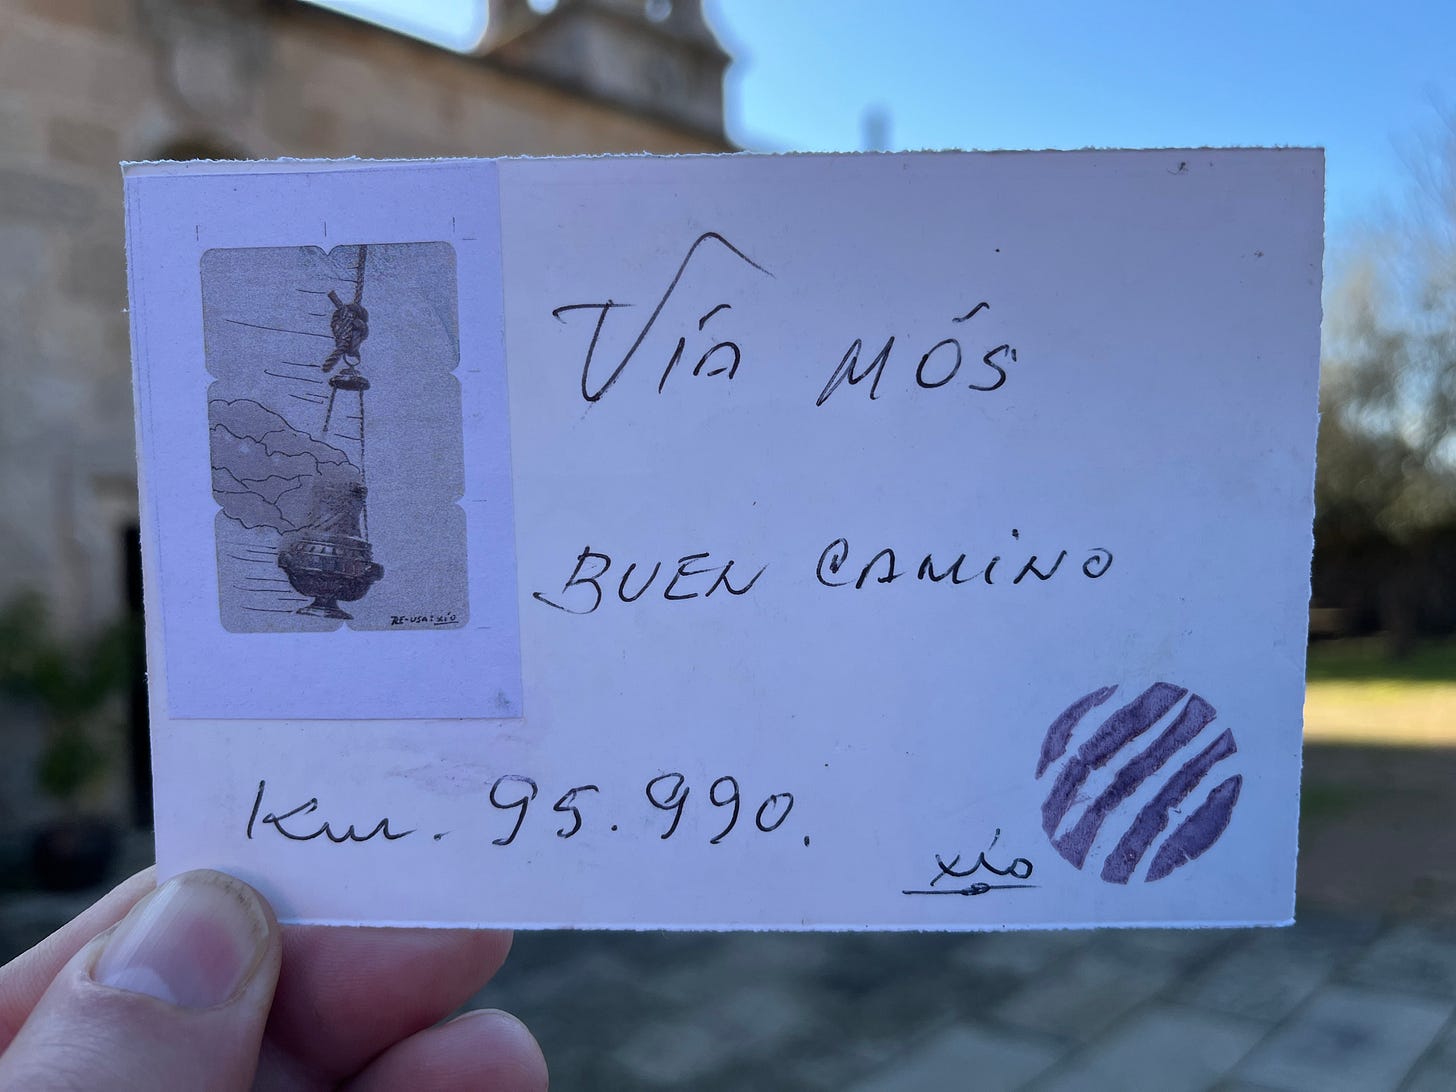 Vía Mós
BUEN CAMINO
Km. 95.990.
xío
RE-USA: XÍO